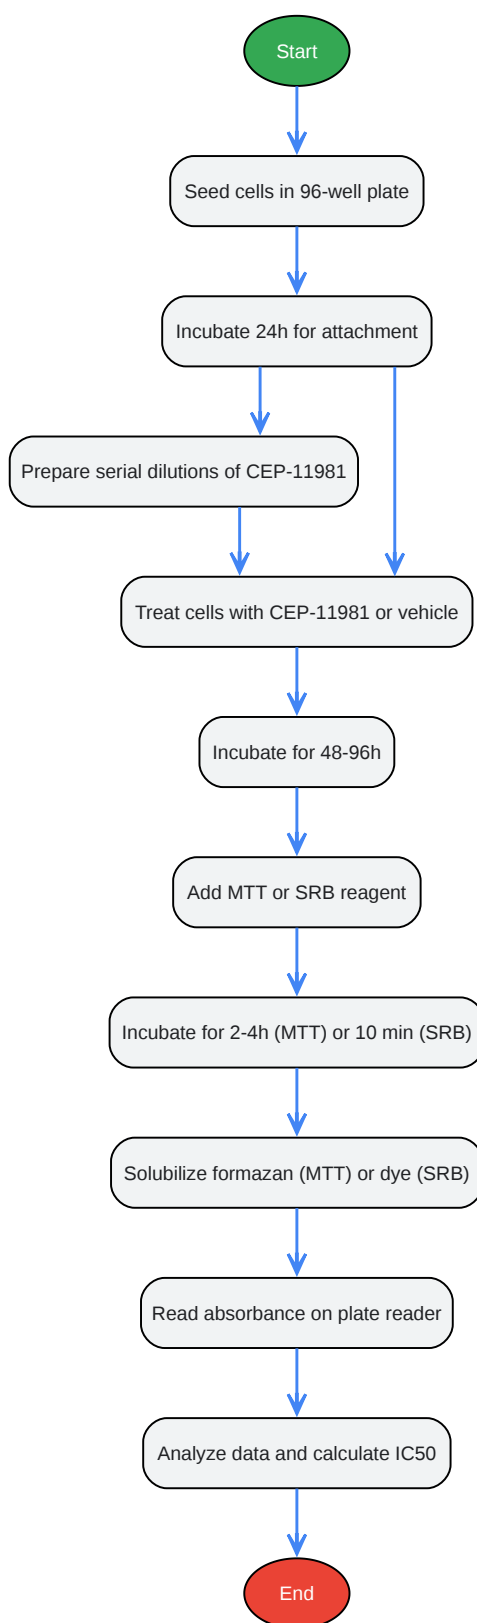 Start
Seed cells in 96-well plate
Incubate 24h for attachment
Prepare serial dilutions of CEP-11981
Treat cells with CEP-11981 or vehicle
Incubate for 48-96h
Add MTT or SRB reagent
Incubate for 2-4h (MTT) or 10 min (SRB)
Solubilize formazan (MTT) or dye (SRB)
Read absorbance on plate reader
Analyze data and calculate IC50
End